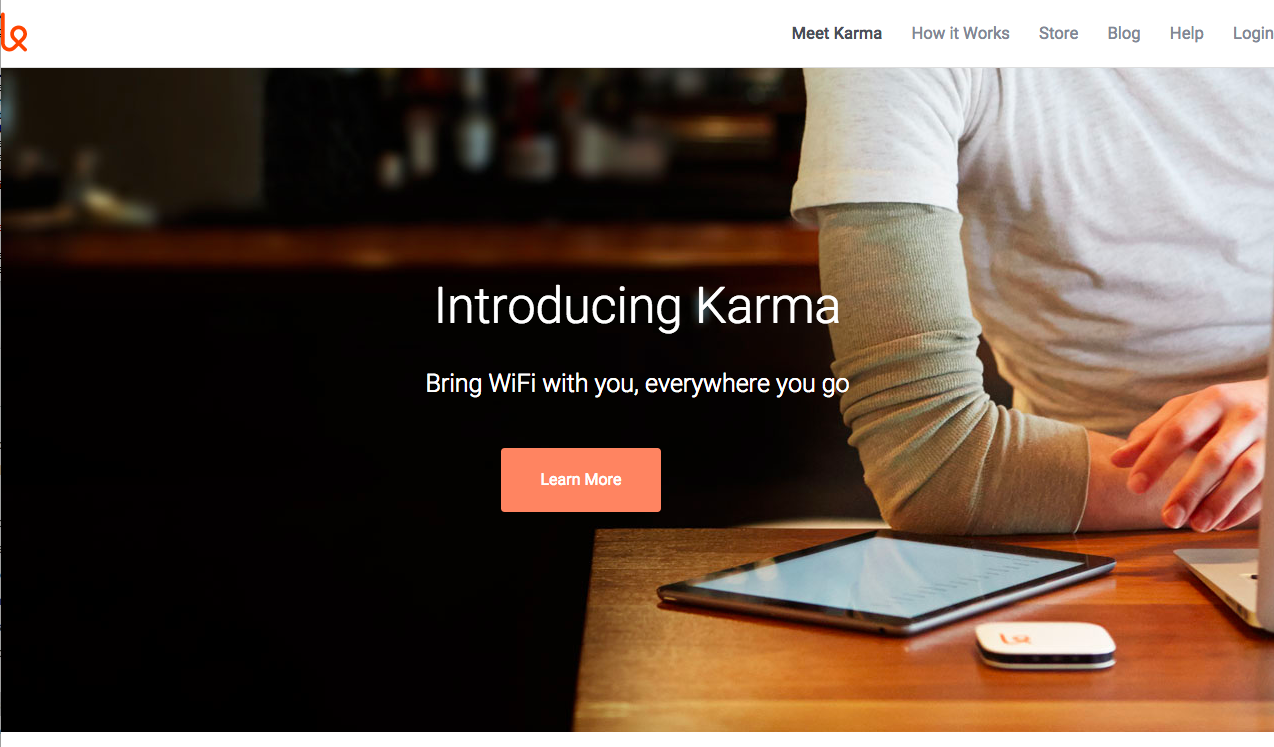 Meet Karma How it Works Store Blog Help Login
Introducing Karma
Bring WiFi with you, everywhere you go
Learn More